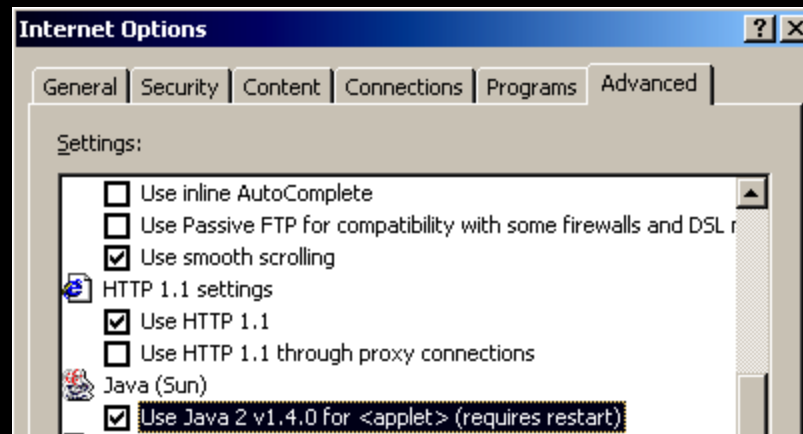 Internet Options
General Security Content Connections Programs Advanced
Settings:
Use inline AutoComplete
Use Passive FTP for compatibility with some firewalls and DSL
Use smooth scrolling
HTTP 1.1 settings
Use HTTP 1.1
Use HTTP 1.1 through proxy connections
Java (Sun)
Use Java 2 v1.4.0 for <applet> (requires restart)